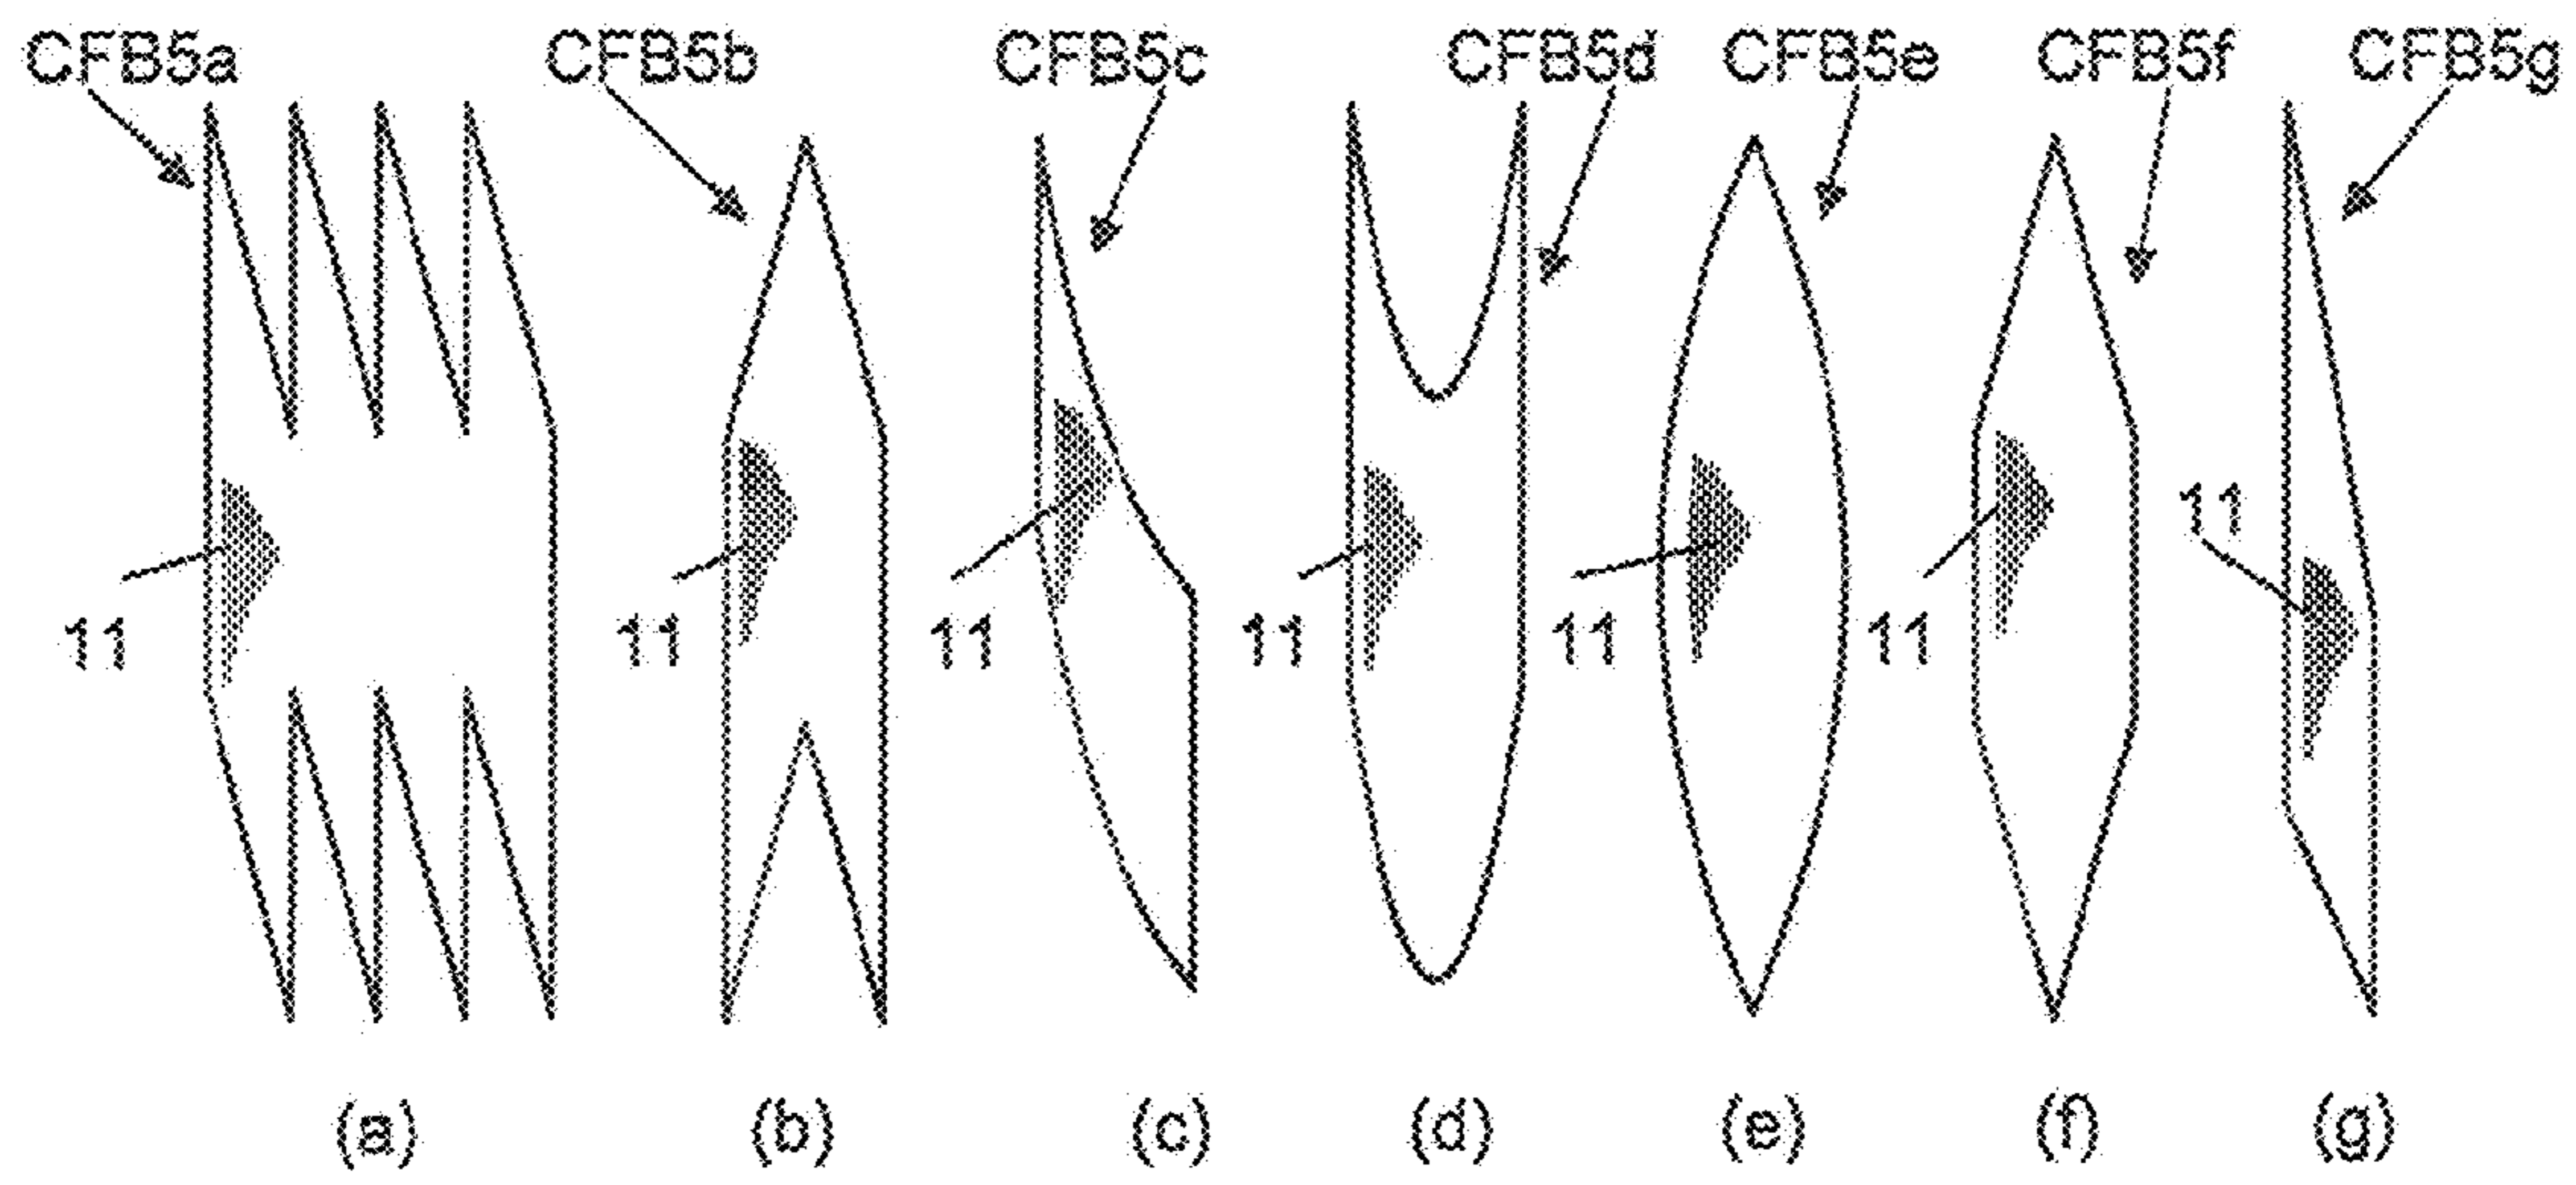 CFB5a CFB5b CFB5c CFB5d CFB5e CFB5f CFB5g
11
11 11 11 11 11 11
(a) (b) (c) (d) (e) (f) (g)